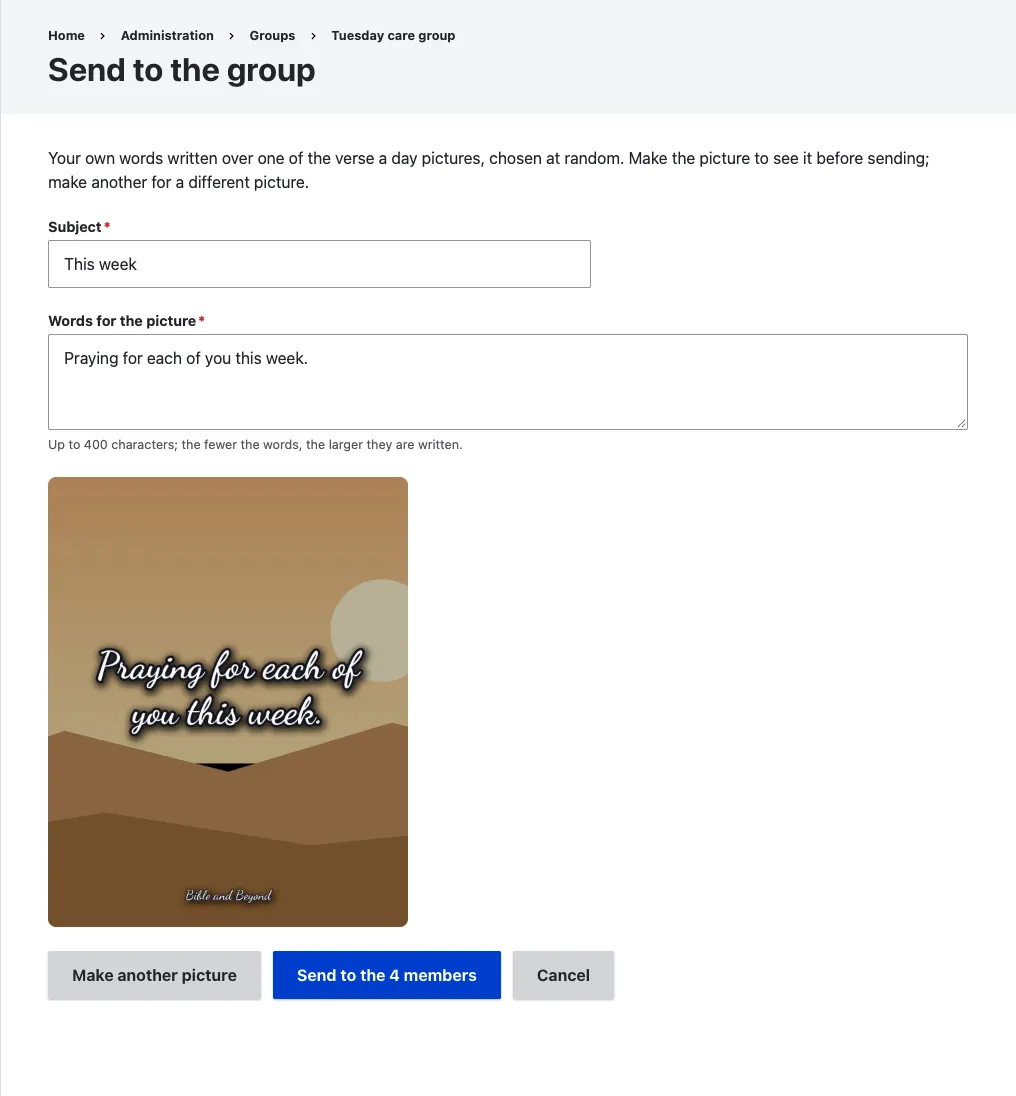 Home › Administration › Groups › Tuesday care group
Send to the group
Your own words written over one of the verse a day pictures, chosen at random. Make the picture to see it before sending;
make another for a different picture.
Subject*
This week
Words for the picture*
Praying for each of you this week.
Up to 400 characters; the fewer the words, the larger they are written.
Praying for each of
you this week.
Bible and Beyond
Make another picture
Send to the 4 members
Cancel